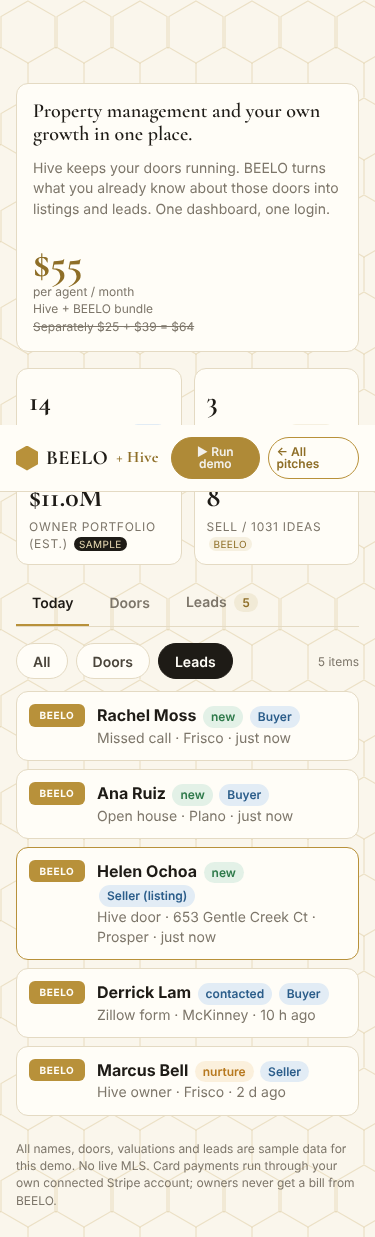 Property management and your own
growth in one place.
Hive keeps your doors running. BEELO turns
what you already know about those doors into
listings and leads. One dashboard, one login.
$55
per agent / month
Hive + BEELO bundle
Separately $25 + $39 = $64
14
3
BEELO + Hive
▶ Run
demo
← All
pitches
$11.0M
8
OWNER PORTFOLIO
(EST.) SAMPLE
SELL / 1031 IDEAS
BEELO
Today
Doors
Leads 5
All
Doors
Leads
5 items
BEELO
Rachel Moss new Buyer
Missed call · Frisco · just now
BEELO
Ana Ruiz new Buyer
Open house · Plano · just now
BEELO
Helen Ochoa new
Seller (listing)
Hive door · 653 Gentle Creek Ct ·
Prosper · just now
BEELO
Derrick Lam contacted Buyer
Zillow form · McKinney · 10 h ago
BEELO
Marcus Bell nurture Seller
Hive owner · Frisco · 2 d ago
All names, doors, valuations and leads are sample data for
this demo. No live MLS. Card payments run through your
own connected Stripe account; owners never get a bill from
BEELO.